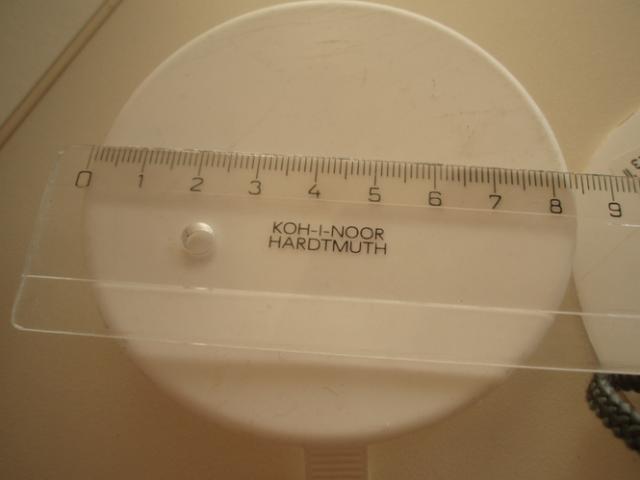 0 1 2 3 4 5 6 7 8 9
KOH-I-NOOR
HARDTMUTH